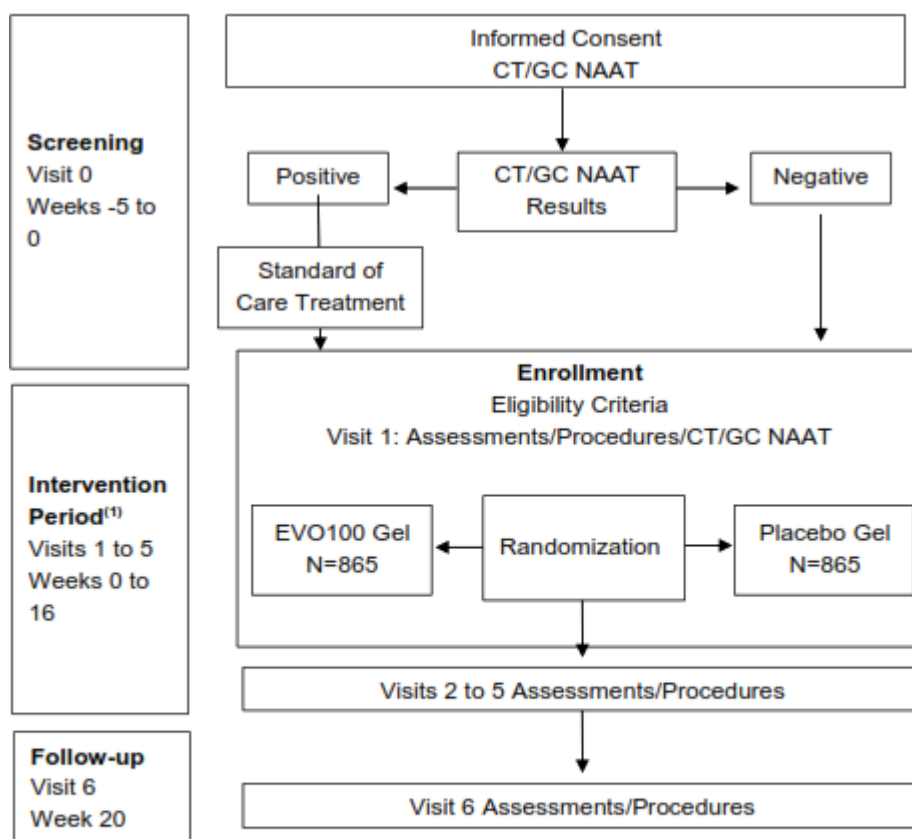 Informed Consent
CT/GC NAAT
Screening
Visit 0
Weeks -5 to
0
Positive
CT/GC NAAT
Results
Negative
Standard of
Care Treatment
Enrollment
Eligibility Criteria
Visit 1: Assessments/Procedures/CT/GC NAAT
Intervention
Period(1)
Visits 1 to 5
Weeks 0 to
16
EVO100 Gel
N=865
Randomization
Placebo Gel
N=865
Visits 2 to 5 Assessments/Procedures
Follow-up
Visit 6
Week 20
Visit 6 Assessments/Procedures